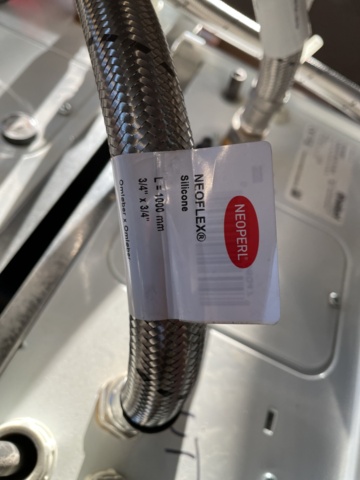 NEOPERL
NEOFLEX®
Silicone
L = 1000 mm
3/4" x 3/4"